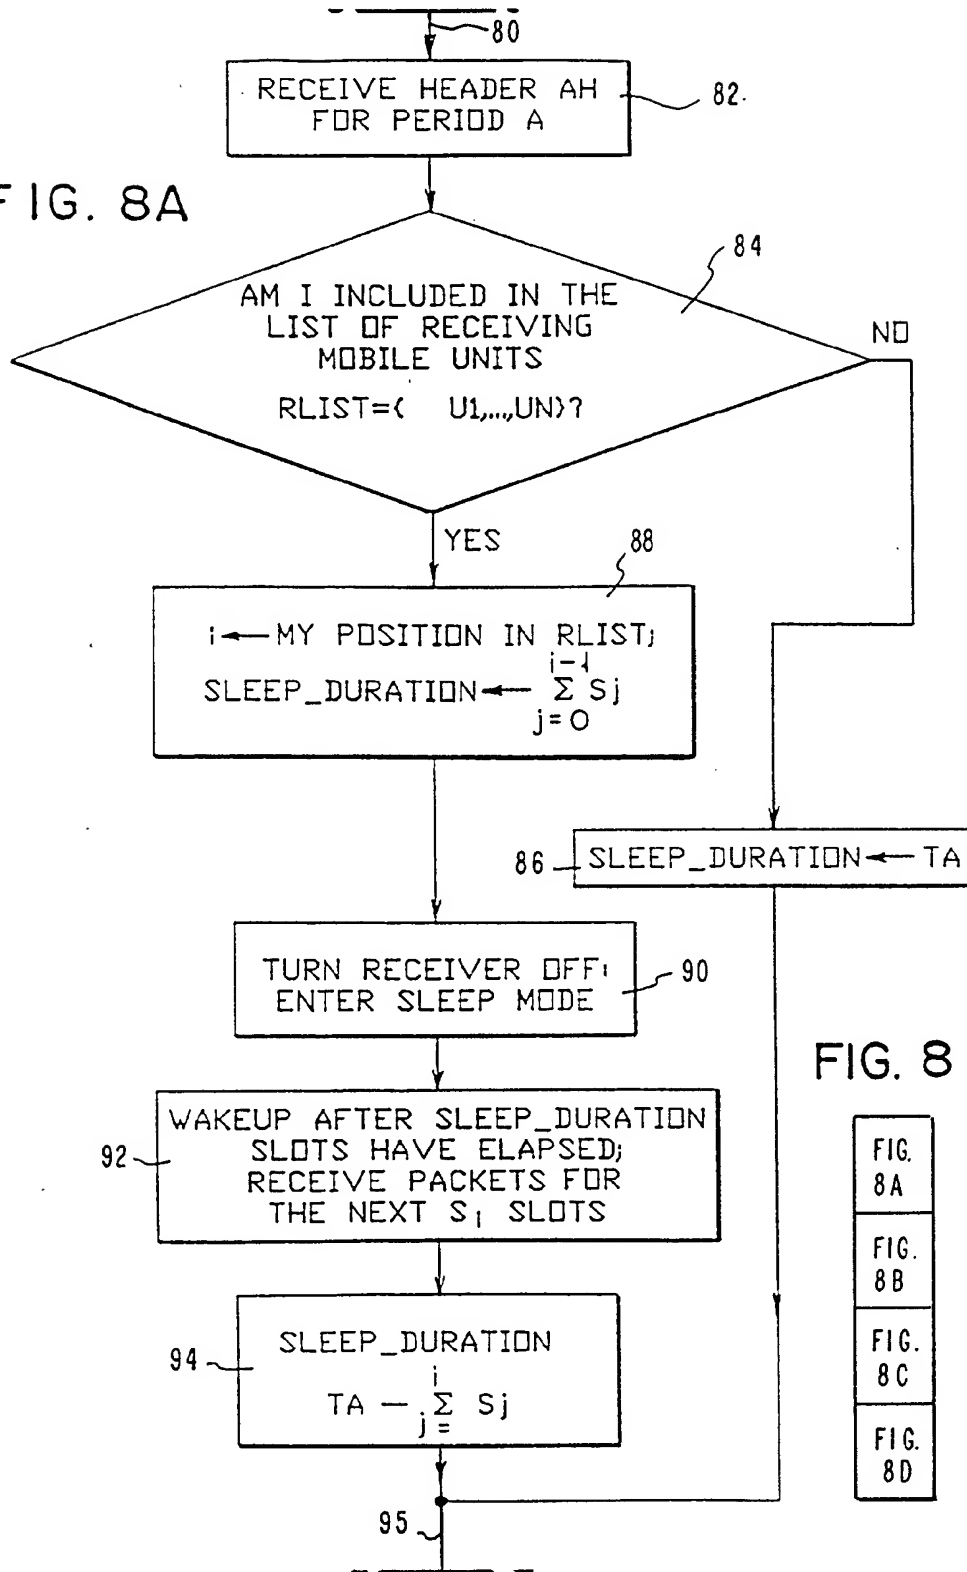 80
RECEIVE HEADER AH
FOR PERIOD A
82
FIG. 8A
84
AM I INCLUDED IN THE
LIST OF RECEIVING
MOBILE UNITS
RLIST={ U1,...,UN}?
NO
YES
88
i←MY POSITION IN RLIST;
i-1
SLEEP_DURATION← Σ Sj
j=0
86
SLEEP_DURATION← TA
TURN RECEIVER OFF;
ENTER SLEEP MODE
90
FIG. 8
WAKEUP AFTER SLEEP_DURATION
SLOTS HAVE ELAPSED;
RECEIVE PACKETS FOR
THE NEXT Si SLOTS
92
FIG.
8A
FIG.
8B
FIG.
8C
FIG.
8D
94
SLEEP_DURATION
i
TA — Σ Sj
j=
95